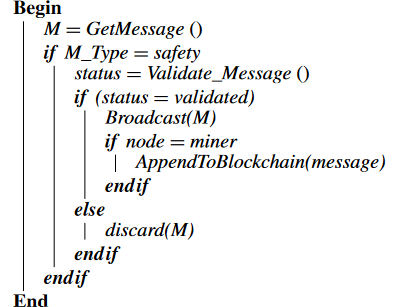 Begin
M = GetMessage ()
if M_Type = safety
status = Validate_Message ()
if (status = validated)
Broadcast(M)
if node = miner
AppendToBlockchain(message)
endif
else
discard(M)
endif
endif
End